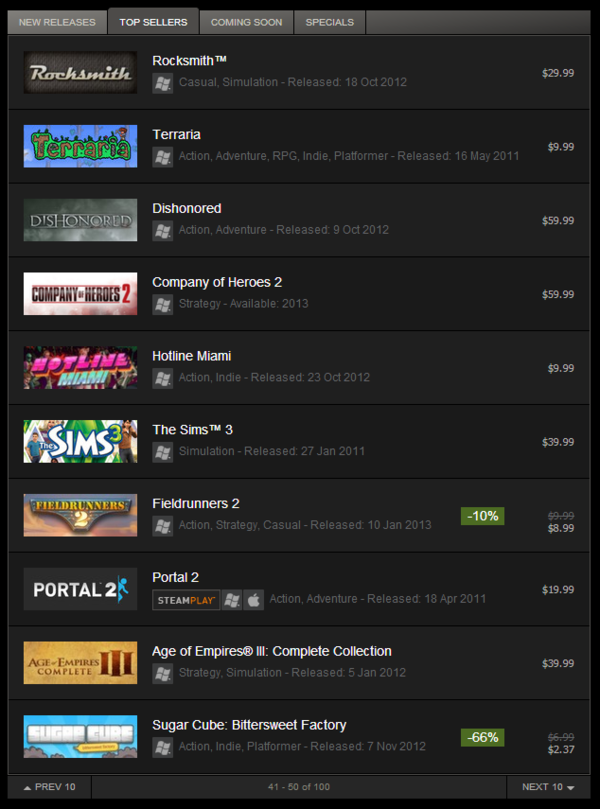 NEW RELEASES TOP SELLERS COMING SOON SPECIALS
Rocksmith
Rocksmith™
Casual, Simulation - Released: 18 Oct 2012
$29.99
Terraria
Terraria
Action, Adventure, RPG, Indie, Platformer - Released: 16 May 2011
$9.99
DISHONORED
Dishonored
Action, Adventure - Released: 9 Oct 2012
$59.99
COMPANY OF HEROES 2
Company of Heroes 2
Strategy - Available: 2013
$59.99
HOTLINE
MIAMI
Hotline Miami
Action, Indie - Released: 23 Oct 2012
$9.99
The SIMS 3
The Sims™ 3
Simulation - Released: 27 Jan 2011
$39.99
FIELDRUNNERS
2
Fieldrunners 2
Action, Strategy, Casual - Released: 10 Jan 2013
-10%
$9.99
$8.99
PORTAL 2
Portal 2
STEAMPLAY Action, Adventure - Released: 18 Apr 2011
$19.99
AGE of EMPIRES III
COMPLETE
Age of Empires® III: Complete Collection
Strategy, Simulation - Released: 5 Jan 2012
$39.99
SUGAR CUBE
Sugar Cube: Bittersweet Factory
Action, Indie, Platformer - Released: 7 Nov 2012
-66%
$6.99
$2.37
PREV 10 41 - 50 of 100 NEXT 10